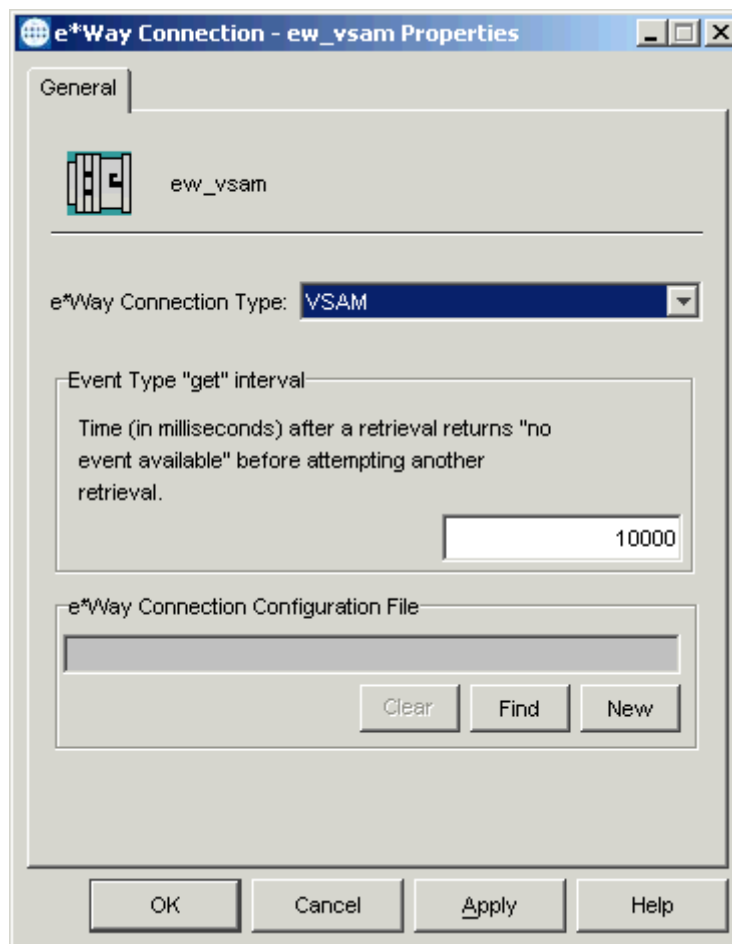 e*Way Connection - ew_vsam Properties
General
ew_vsam
e*Way Connection Type: VSAM
Event Type "get" interval
Time (in milliseconds) after a retrieval returns "no
event available" before attempting another
retrieval.
10000
e*Way Connection Configuration File
Clear Find New
OK Cancel Apply Help